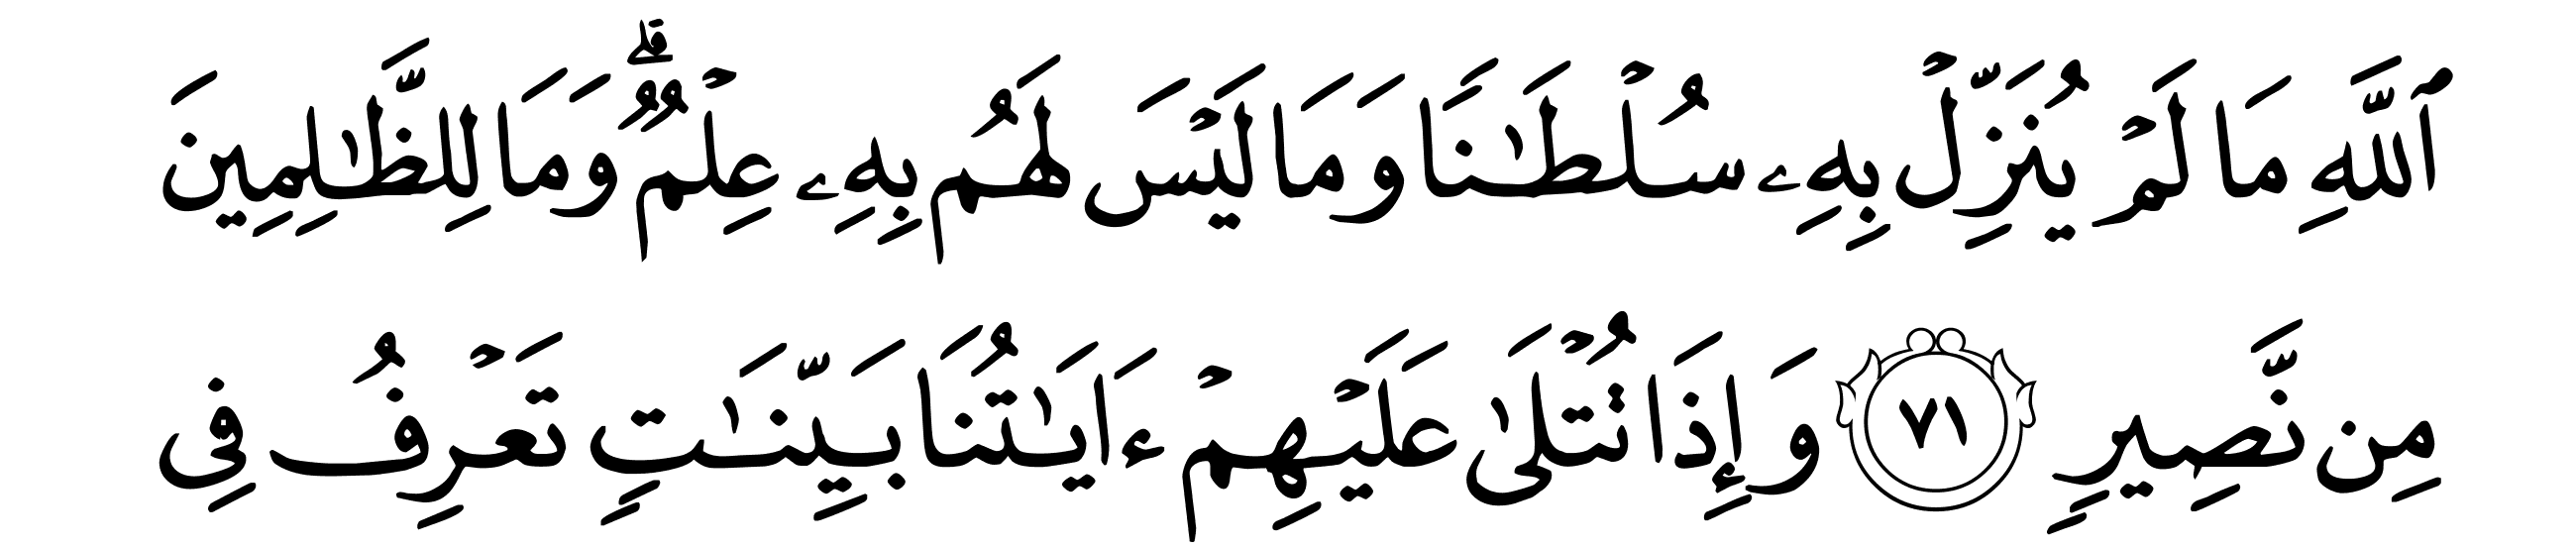 ٱللَّهِ مَا لَمۡ يُنَزِّلۡ بِهِۦ سُلۡطَٰنٗا وَمَا لَيۡسَ لَهُم بِهِۦ عِلۡمٞۗ وَمَا لِلظَّٰلِمِينَ
مِن نَّصِيرٖ ٧١ وَإِذَا تُتۡلَىٰ عَلَيۡهِمۡ ءَايَٰتُنَا بَيِّنَٰتٖ تَعۡرِفُ فِي